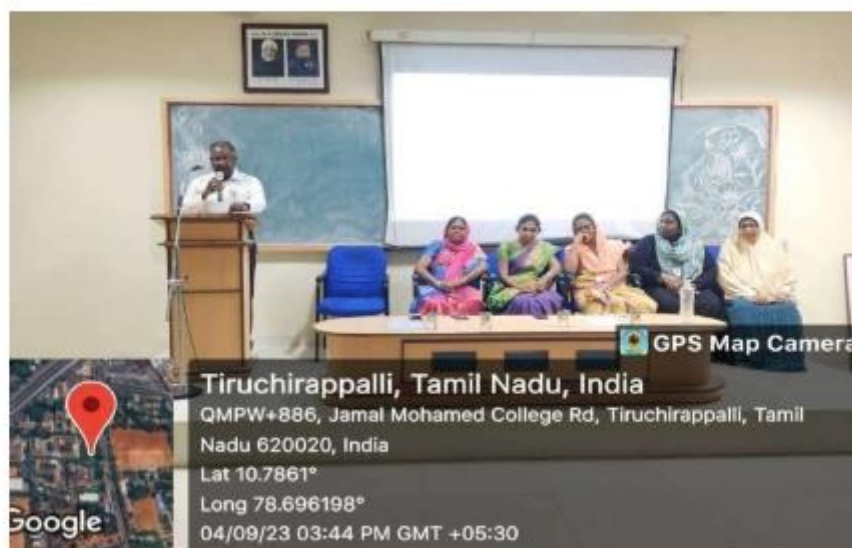 GPS Map Camera
Tiruchirappalli, Tamil Nadu, India
QMPW+886, Jamal Mohamed College Rd, Tiruchirappalli, Tamil
Nadu 620020, India
Lat 10.7861°
Long 78.696198°
04/09/23 03:44 PM GMT +05:30
Google